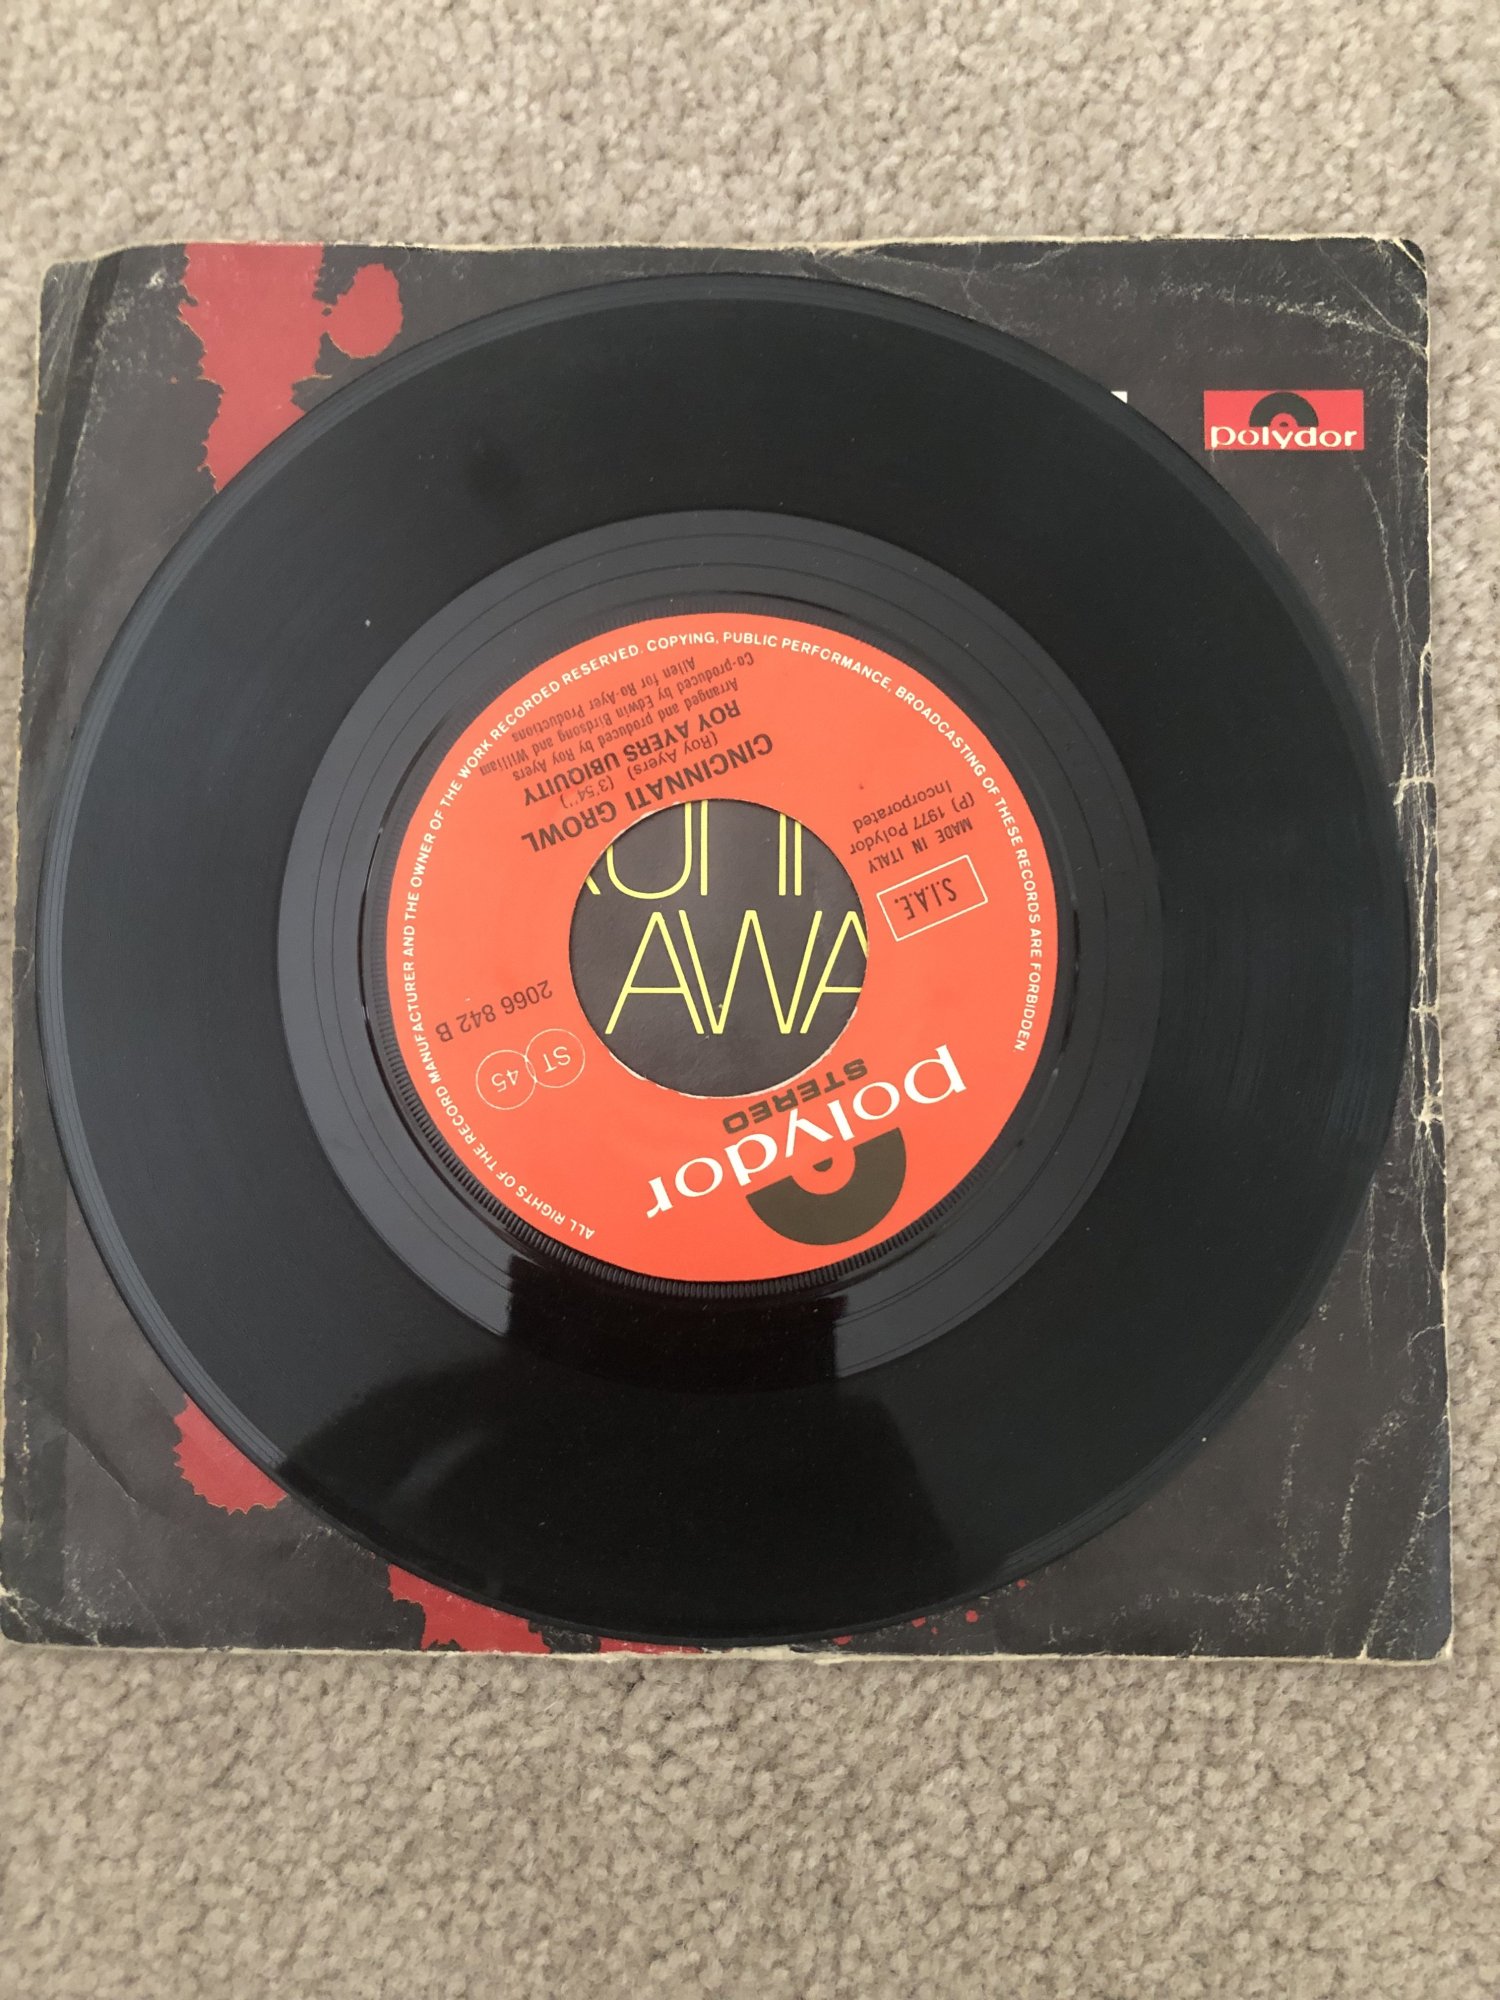 polydor
ALL RIGHTS OF THE RECORD MANUFACTURER AND THE OWNER OF THE WORK RECORDED RESERVED. COPYING, PUBLIC PERFORMANCE, BROADCASTING OF THESE RECORDS ARE FORBIDDEN.
polydor
STEREO
ST 45
2066 842 B
S.I.A.E.
MADE IN ITALY
(P) 1977 Polydor
Incorporated
CINCINNATI GROWL
(Roy Ayers) (3'54'')
ROY AYERS UBIQUITY
Arranged and produced by Roy Ayers
Co-produced by Edwin Birdsong and William
Allen for Ro-Ayer Productions
AWA